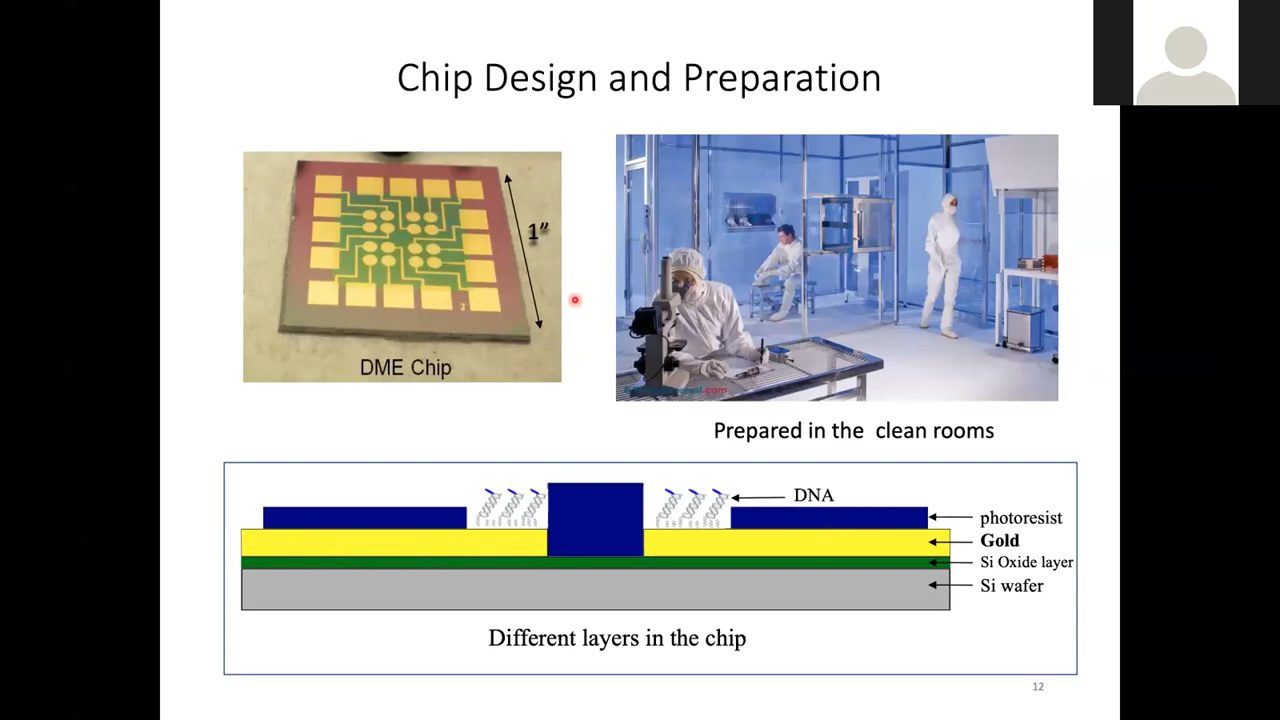 Chip Design and Preparation
1”
DME Chip
Prepared in the  clean rooms
DNA
photoresist
Gold
Si Oxide layer
Si wafer
Different layers in the chip
12